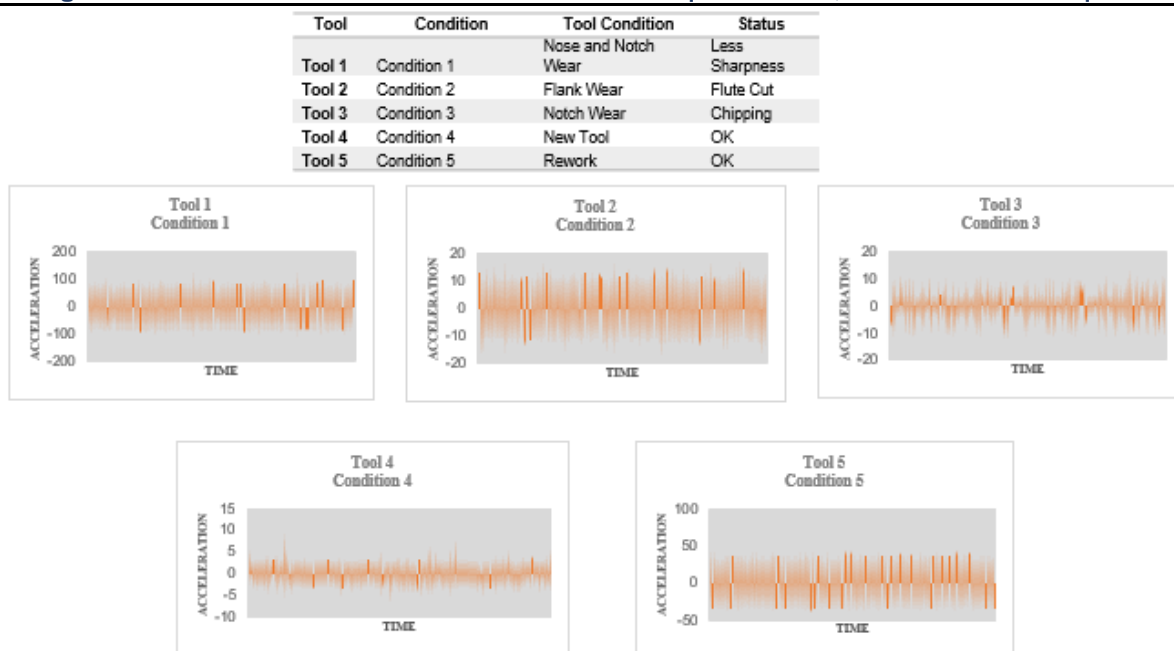 Tool Condition Tool Condition Status
Nose and Notch Less
Tool 1 Condition 1 Wear Sharpness
Tool 2 Condition 2 Flank Wear Flute Cut
Tool 3 Condition 3 Notch Wear Chipping
Tool 4 Condition 4 New Tool OK
Tool 5 Condition 5 Rework OK
Tool 1
Condition 1
ACCELERATION
200
100
0
-100
-200
TIME
Tool 2
Condition 2
ACCELERATION
20
10
0
-10
-20
TIME
Tool 3
Condition 3
ACCELERATION
20
10
0
-10
-20
TIME
Tool 4
Condition 4
ACCELERATION
15
10
5
0
-5
-10
TIME
Tool 5
Condition 5
ACCELERATION
100
50
0
-50
TIME